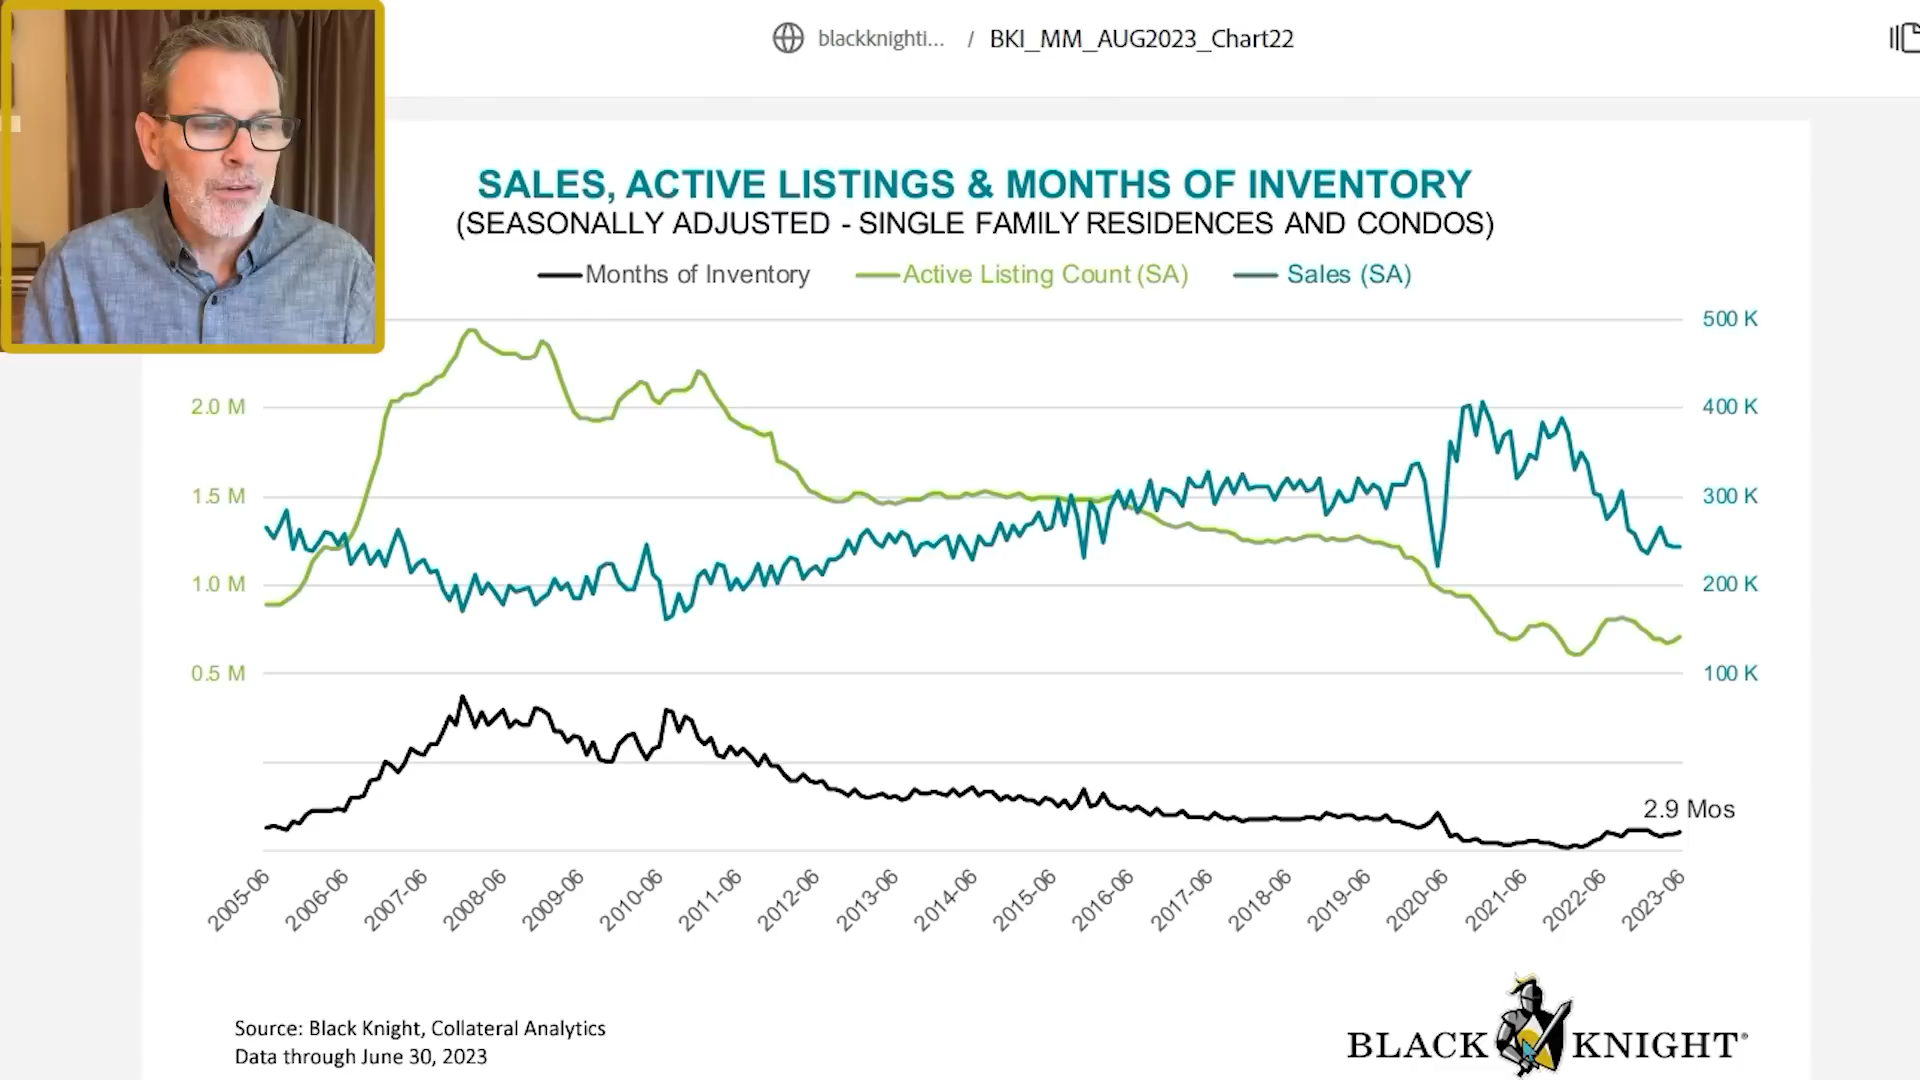 blackknighti... / BKI_MM_AUG2023_Chart22
SALES, ACTIVE LISTINGS & MONTHS OF INVENTORY
(SEASONALLY ADJUSTED - SINGLE FAMILY RESIDENCES AND CONDOS)
Months of Inventory Active Listing Count (SA) Sales (SA)
500 K
2.0 M 400 K
1.5 M 300 K
1.0 M 200 K
0.5 M 100 K
2.9 Mos
2005-06 2006-06 2007-06 2008-06 2009-06 2010-06 2011-06 2012-06 2013-06 2014-06 2015-06 2016-06 2017-06 2018-06 2019-06 2020-06 2021-06 2022-06 2023-06
Source: Black Knight, Collateral Analytics
Data through June 30, 2023
BLACK KNIGHT®